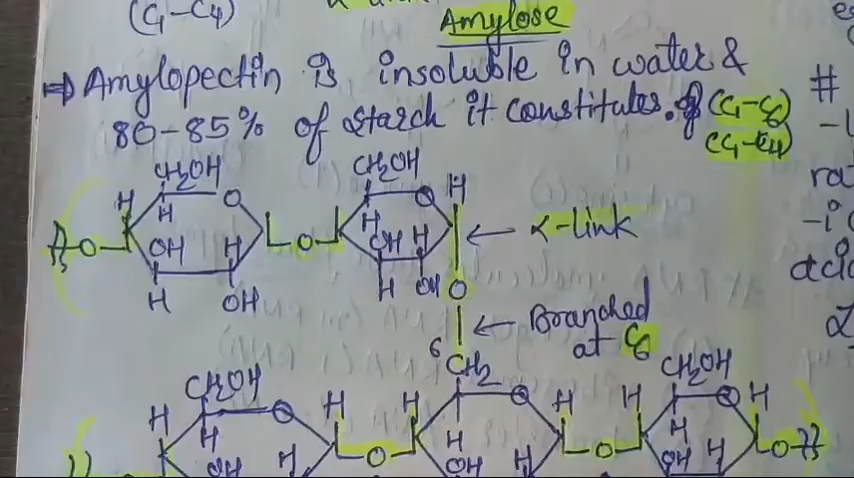 (C1-C4)
Amylose
⇒ Amylopectin is insoluble in water &
80-85% of starch it constitutes. of (C1-C6)
(C1-C4)
CH2OH CH2OH
H O O H
H H
O OH H O OH H ← α-link
H OH H OH O
← Branched
at C6
6 CH2
CH2OH CH2OH
H O H H O H H O H
H H H
OH H O OH H O OH H O
#
-i